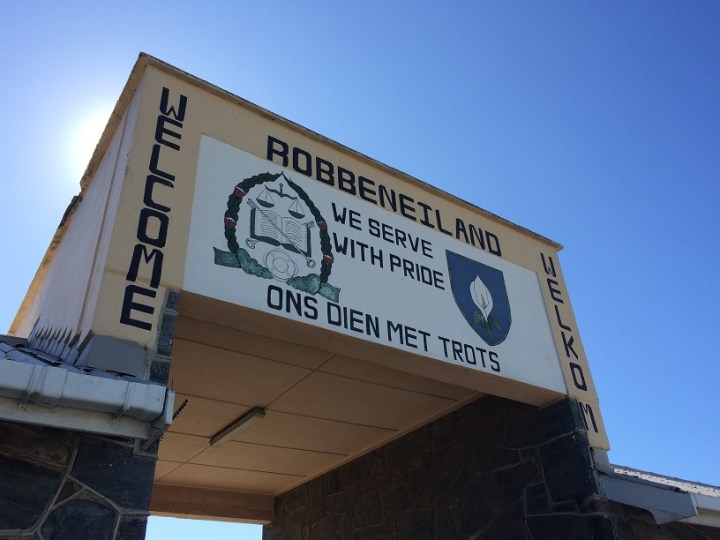 WELCOME
ROBBENEILAND
WE SERVE
WITH PRIDE
ONS DIEN MET TROTS
WELKOM